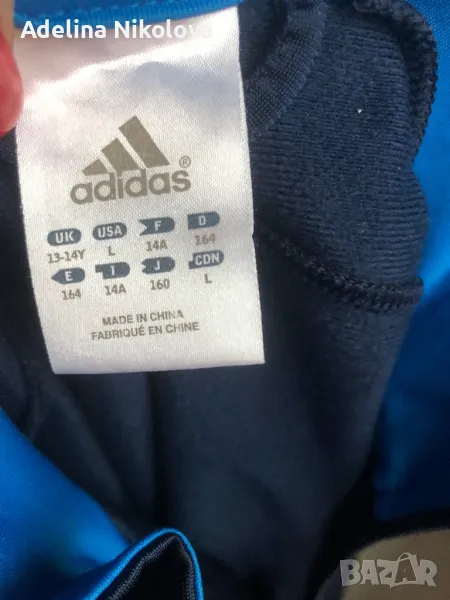 Adelina Nikolova
adidas®
UK USA F D
13-14Y L 14A 164
E I J CDN
164 14A 160 L
MADE IN CHINA
FABRIQUÉ EN CHINE
BAZAR